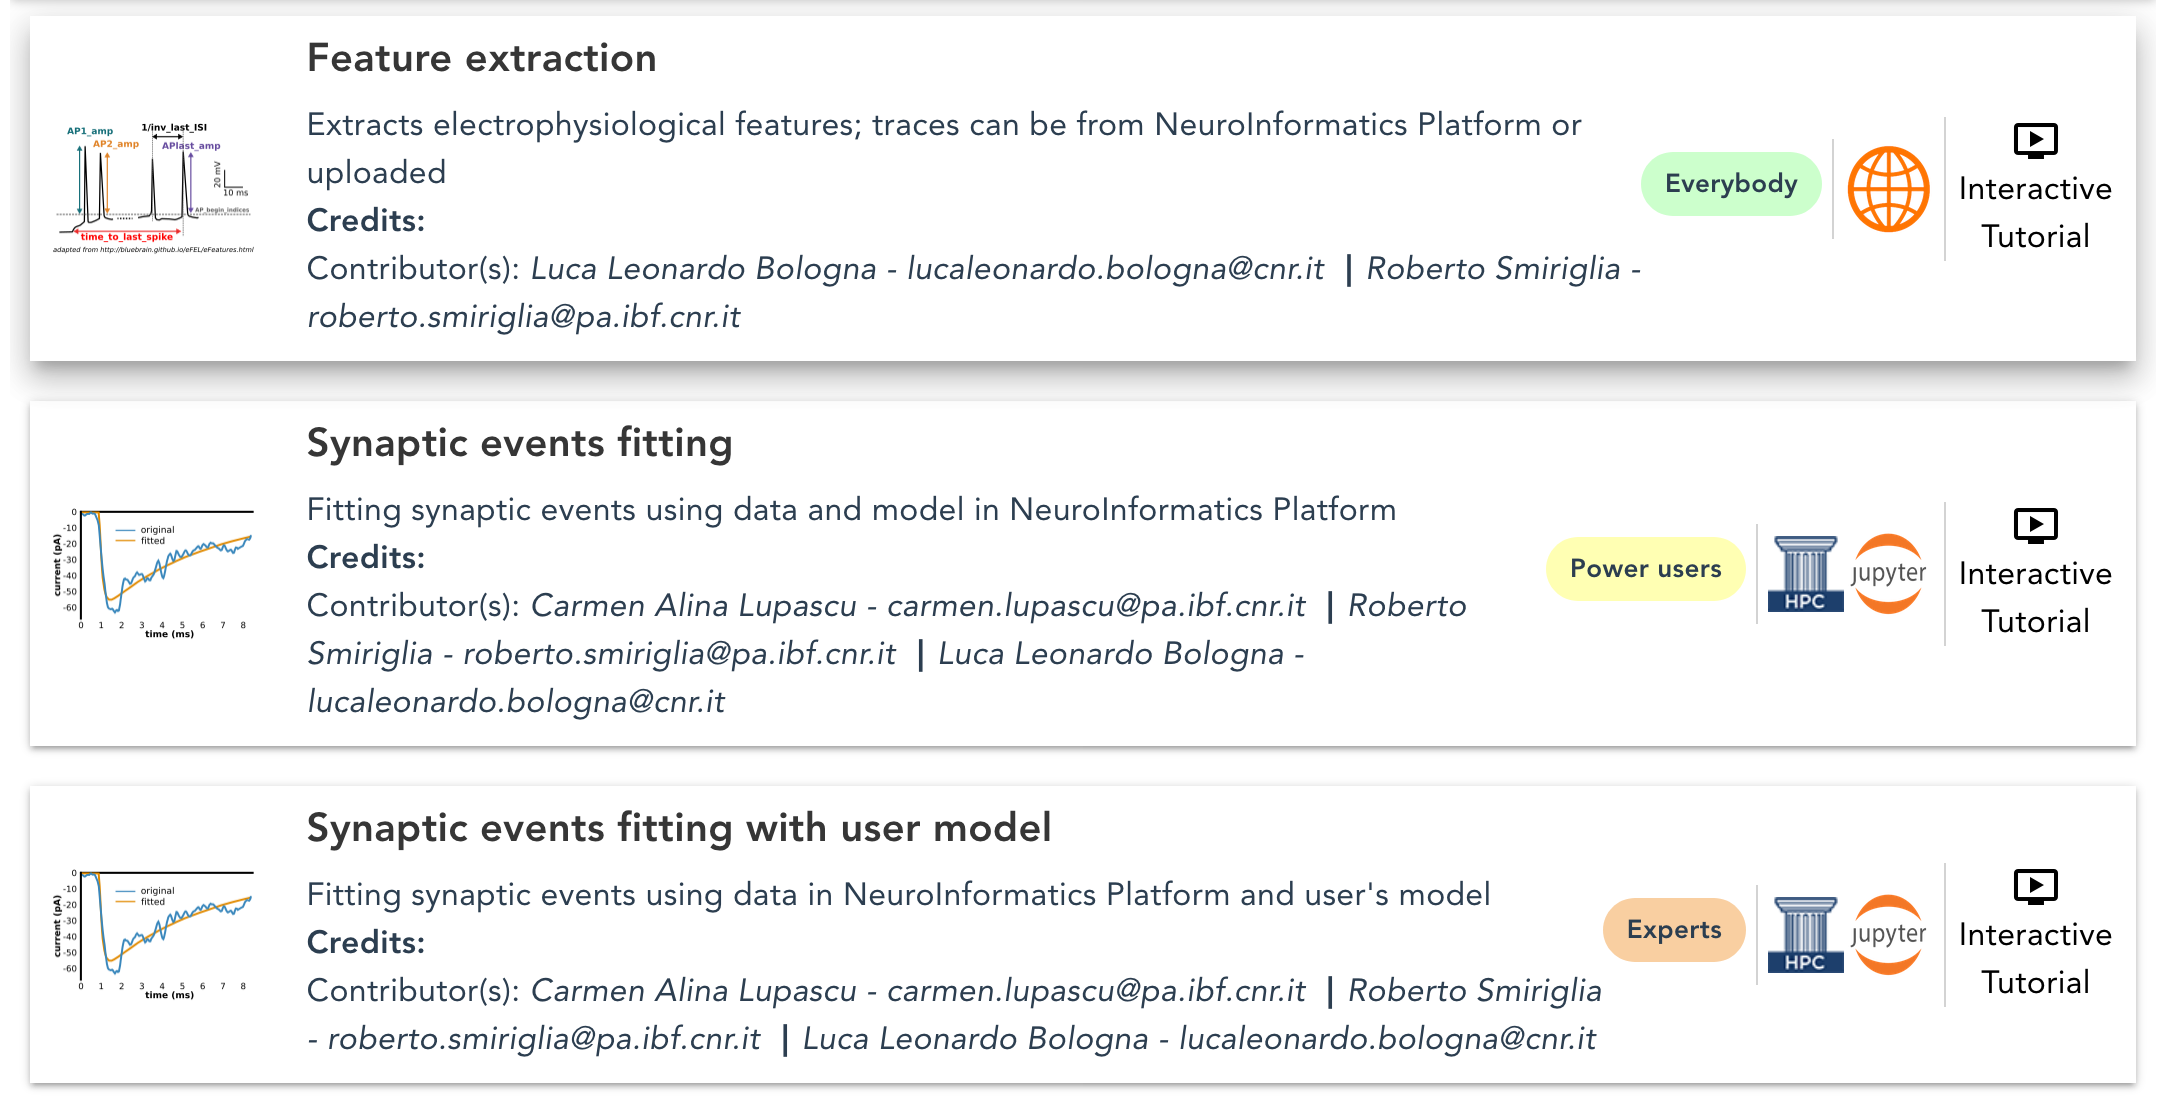 Feature extraction
AP1_amp
1/inv_last_ISI
AP2_amp
APlast_amp
20 mV
10 ms
AP_begin_indices
time_to_last_spike
adapted from http://bluebrain.github.io/eFEL/eFeatures.html
Extracts electrophysiological features; traces can be from NeuroInformatics Platform or
uploaded
Credits:
Contributor(s): Luca Leonardo Bologna - lucaleonardo.bologna@cnr.it | Roberto Smiriglia -
roberto.smiriglia@pa.ibf.cnr.it
Everybody
Interactive
Tutorial
Synaptic events fitting
0
-10
-20
-30
-40
-50
-60
current (pA)
original
fitted
0 1 2 3 4 5 6 7 8
time (ms)
Fitting synaptic events using data and model in NeuroInformatics Platform
Credits:
Contributor(s): Carmen Alina Lupascu - carmen.lupascu@pa.ibf.cnr.it | Roberto
Smiriglia - roberto.smiriglia@pa.ibf.cnr.it | Luca Leonardo Bologna -
lucaleonardo.bologna@cnr.it
Power users
HPC
jupyter
Interactive
Tutorial
Synaptic events fitting with user model
0
-10
-20
-30
-40
-50
-60
current (pA)
original
fitted
0 1 2 3 4 5 6 7 8
time (ms)
Fitting synaptic events using data in NeuroInformatics Platform and user's model
Credits:
Contributor(s): Carmen Alina Lupascu - carmen.lupascu@pa.ibf.cnr.it | Roberto Smiriglia
- roberto.smiriglia@pa.ibf.cnr.it | Luca Leonardo Bologna - lucaleonardo.bologna@cnr.it
Experts
HPC
jupyter
Interactive
Tutorial